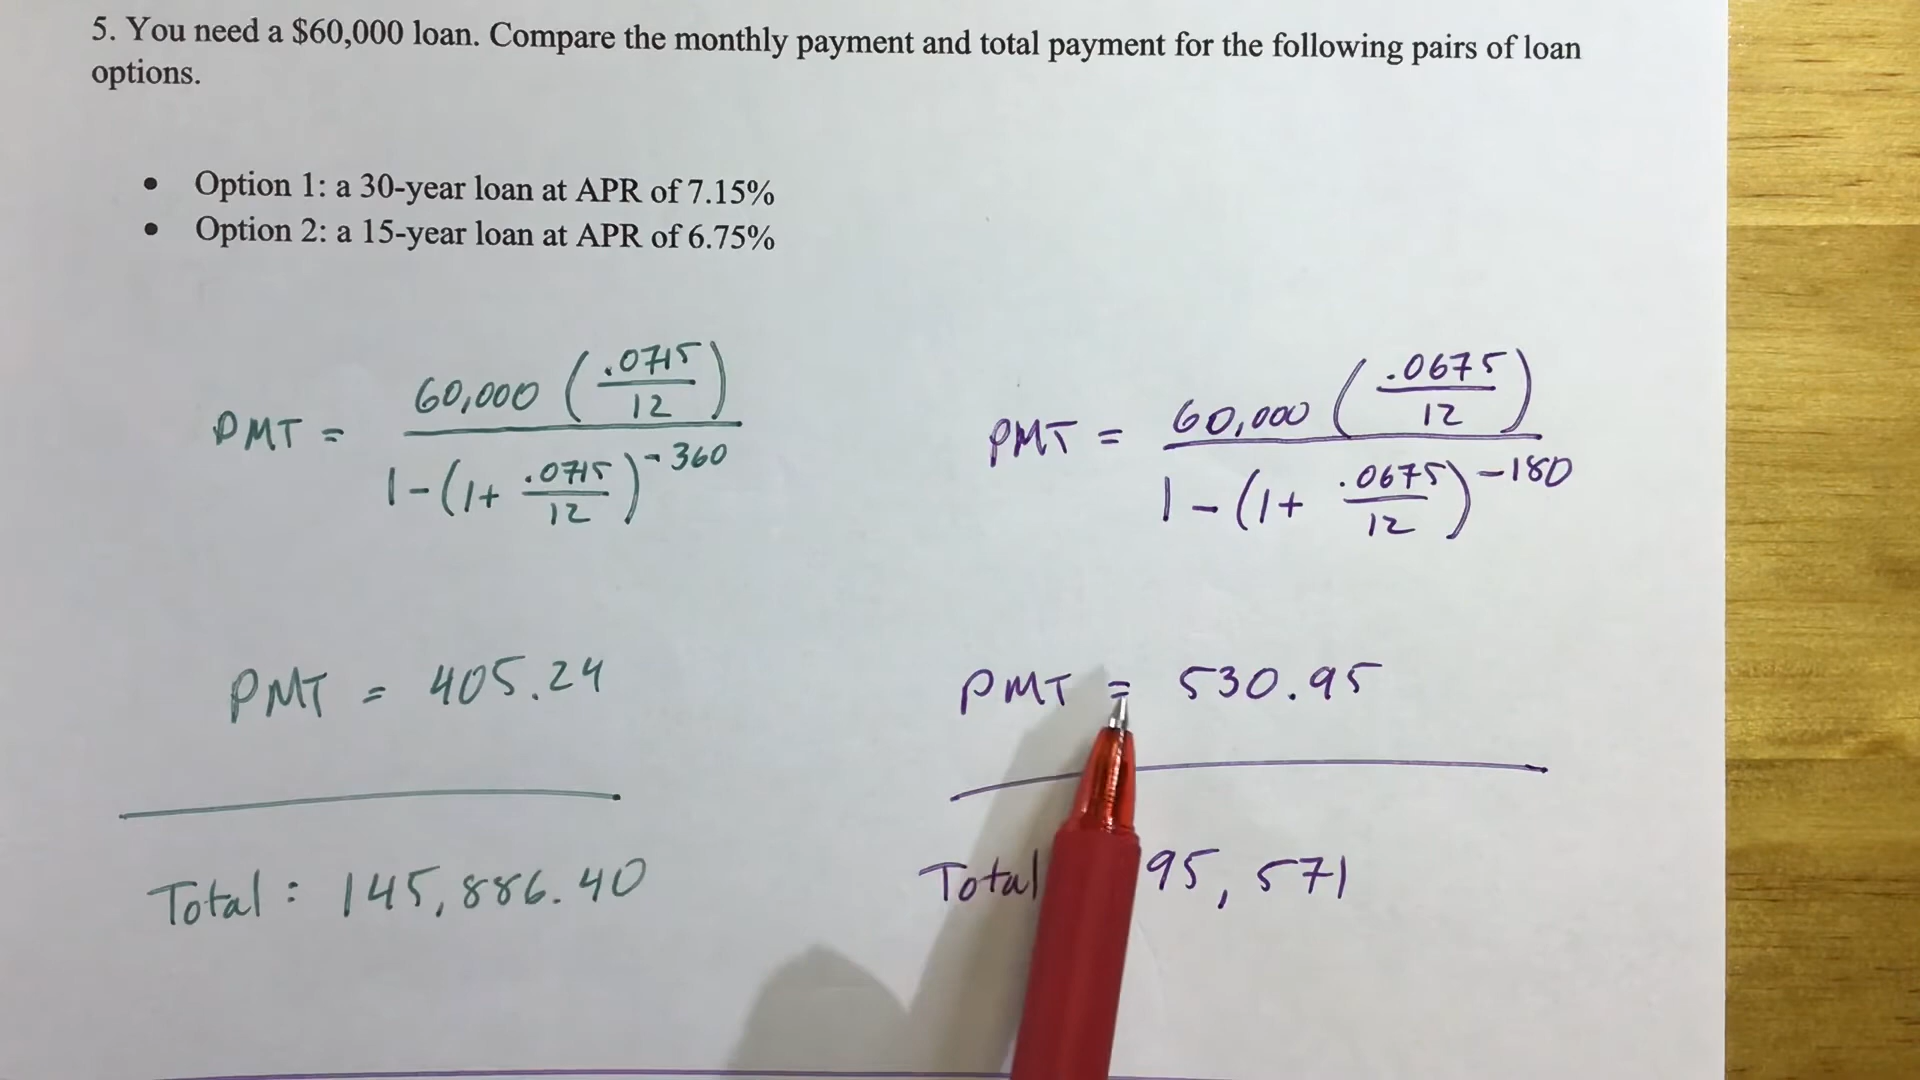 5. You need a $60,000 loan. Compare the monthly payment and total payment for the following pairs of loan
options.
• Option 1: a 30-year loan at APR of 7.15%
• Option 2: a 15-year loan at APR of 6.75%
PMT = 60,000 (.0715/12) / 1-(1+ .0715/12)^-360
PMT = 60,000 (.0675/12) / 1-(1+ .0675/12)^-180
PMT = 405.24
PMT = 530.95
Total: 145,886.40
Total 95,571